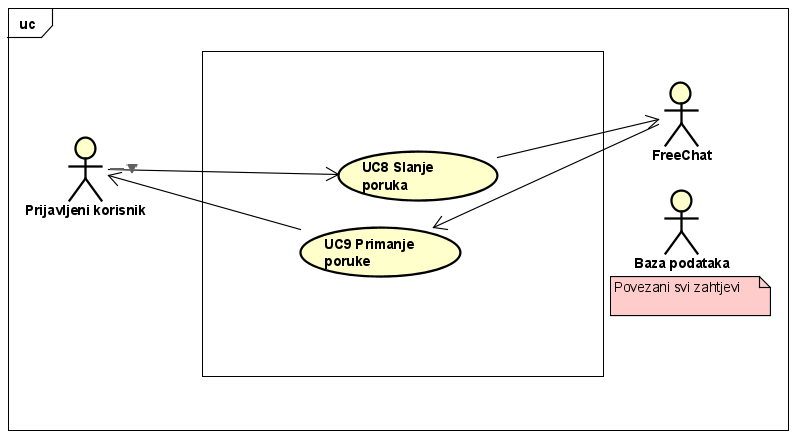 uc
FreeChat
UC8 Slanje
poruka
Prijavljeni korisnik
UC9 Primanje
poruke
Baza podataka
Povezani svi zahtjevi